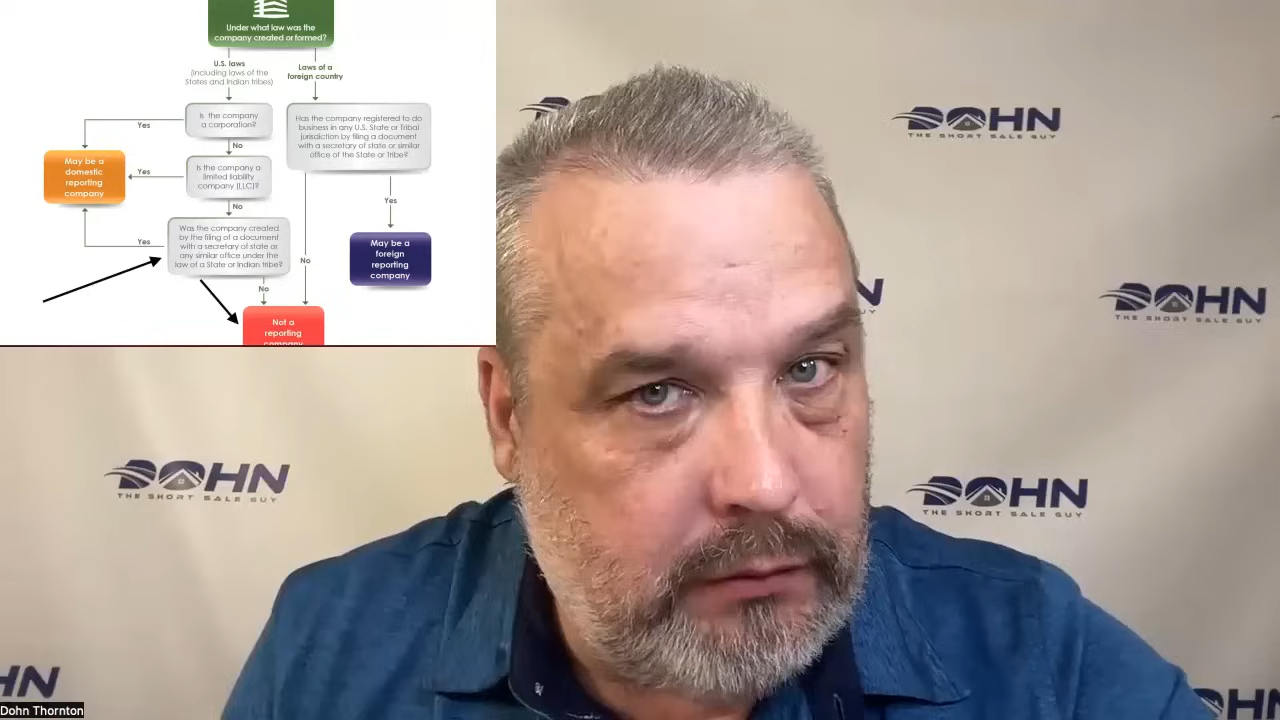 Under what law was the
company created or formed?
U.S. laws
(including laws of the
States and Indian tribes)
Laws of a
foreign country
Is the company
a corporation?
Has the company registered to do
business in any U.S. State or Tribal
jurisdiction by filing a document
with a secretary of state or similar
office of the State or Tribe?
Yes
No
May be a
domestic
reporting
company
Yes
Is the company a
limited liability
company (LLC)?
No
Yes
Was the company created
by the filing of a document
with a secretary of state or
any similar office under the
law of a State or Indian tribe?
Yes
May be a
foreign
reporting
company
No
No
Not a
reporting
company
DOHN
THE SHORT SALE GUY
DOHN
THE SHORT SALE GUY
DOHN
THE SHORT SALE GUY
DOHN
THE SHORT SALE GUY
HN
DOHN
Dohn Thornton